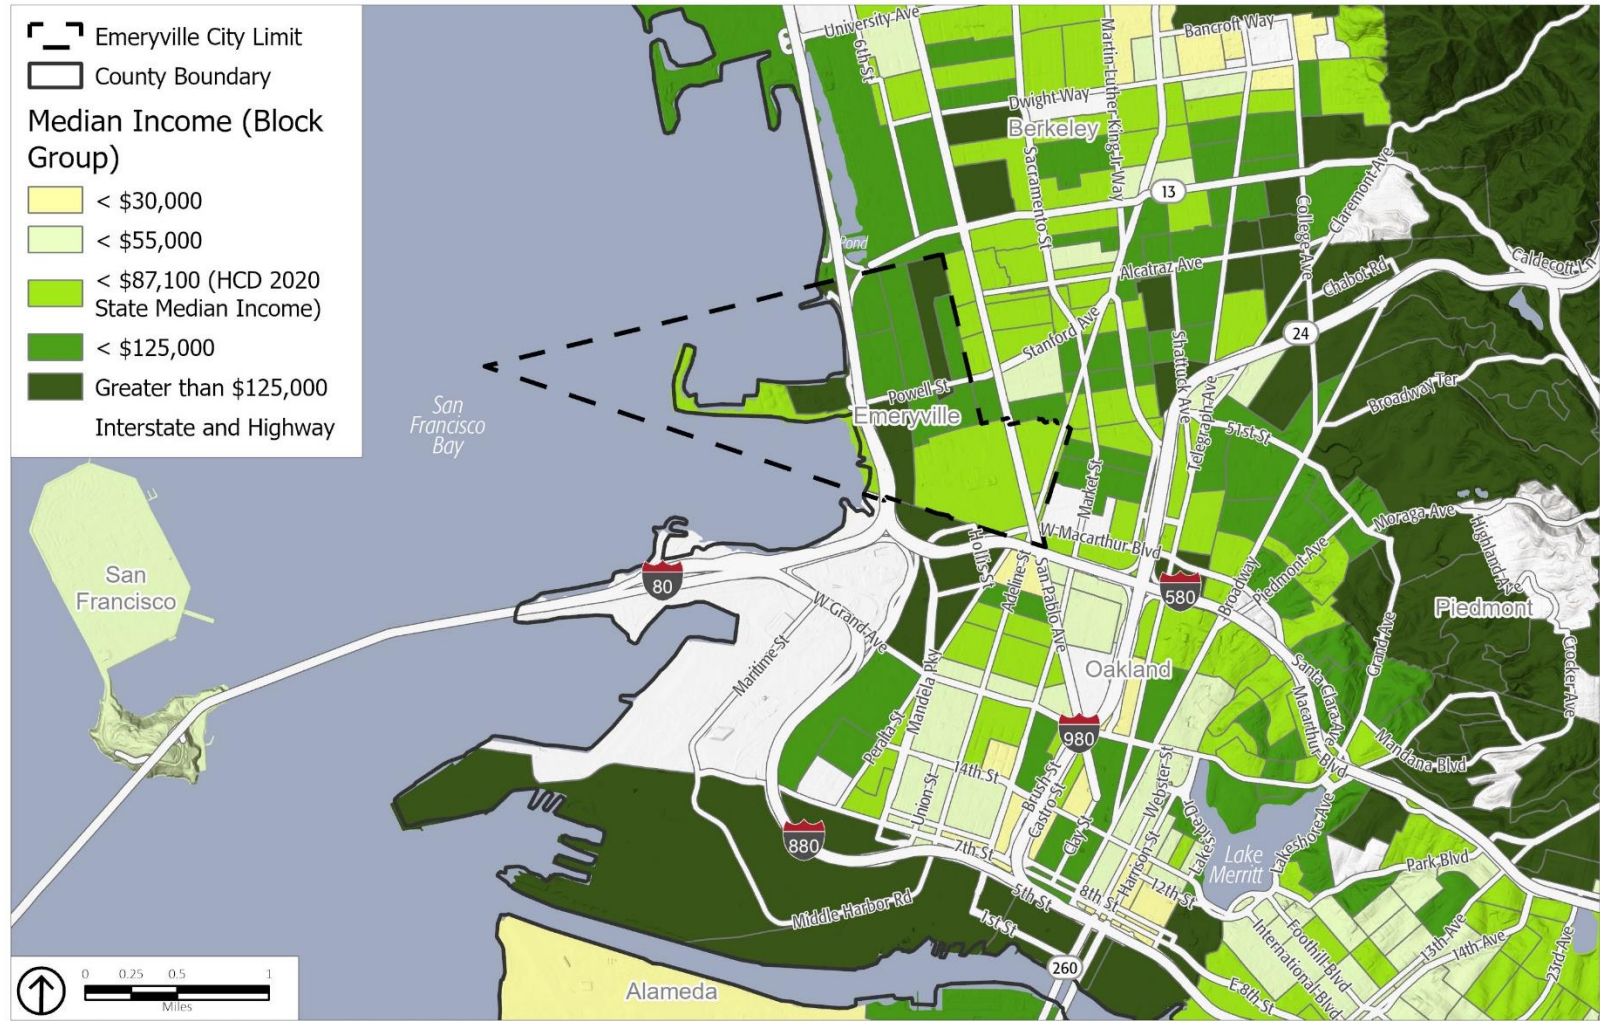 Emeryville City Limit
County Boundary
Median Income (Block
Group)
< $30,000
< $55,000
< $87,100 (HCD 2020
State Median Income)
< $125,000
Greater than $125,000
Interstate and Highway
University Ave
6th St
Martin Luther King Jr Way
Bancroft Way
Dwight Way
Berkeley
Sacramento St
13
College Ave
Claremont Ave
Pond
Alcatraz Ave
Chabot Rd
Caldecott Ln
Stanford Ave
24
Shattuck Ave
Telegraph Ave
Powell St
Emeryville
Broadway Ter
San
Francisco
Bay
51st St
Market St
Moraga Ave
Highland Ave
W Macarthur Blvd
Hollis St
Adeline St
San Pablo Ave
Broadway
Piedmont Ave
San
Francisco
80
580
Piedmont
W Grand Ave
Maritime St
Mandela Pky
Oakland
Grand Ave
Crocker Ave
Santa Clara Ave
Macarthur Blvd
Peralta St
980
Mandana Blvd
14th St
Union St
Brush St
Castro St
Webster St
Clay St
Harrison St
Lakeside Dr
880
7th St
Lake
Merritt
Lakeshore Ave
Park Blvd
12th St
8th St
5th St
Middle Harbor Rd
1st St
International Blvd
Foothill Blvd
13th Ave
14th Ave
23rd Ave
260
E 8th St
Alameda
0 0.25 0.5 1
Miles